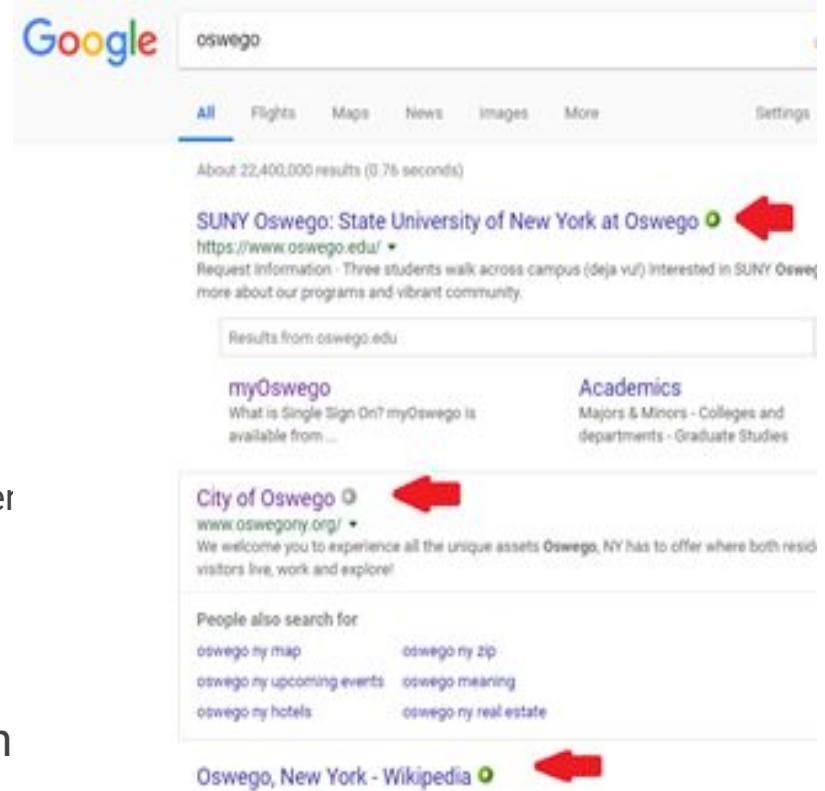 Google
oswego
All Flights Maps News Images More Settings
About 22,400,000 results (0.76 seconds)
SUNY Oswego: State University of New York at Oswego
https://www.oswego.edu/
Request Information - Three students walk across campus (deja vu!) Interested in SUNY Osweg
more about our programs and vibrant community.
Results from oswego.edu
myOswego
What is Single Sign On? myOswego is
available from ...
Academics
Majors & Minors - Colleges and
departments - Graduate Studies
er
City of Oswego
www.oswegony.org/
We welcome you to experience all the unique assets Oswego, NY has to offer where both reside
visitors live, work and explore!
People also search for
oswego ny map oswego ny zip
oswego ny upcoming events oswego meaning
oswego ny hotels oswego ny real estate
n
Oswego, New York - Wikipedia